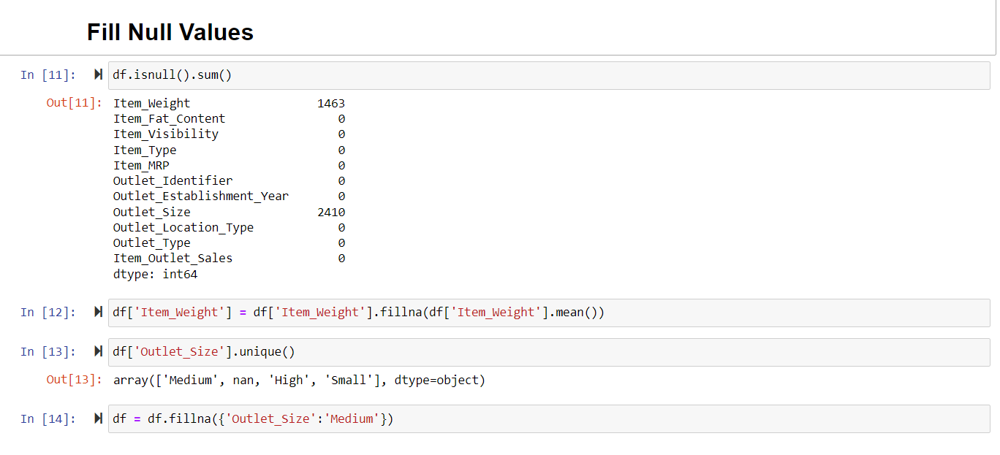 Fill Null Values
In [11]: df.isnull().sum()
Out[11]: Item_Weight 1463
Item_Fat_Content 0
Item_Visibility 0
Item_Type 0
Item_MRP 0
Outlet_Identifier 0
Outlet_Establishment_Year 0
Outlet_Size 2410
Outlet_Location_Type 0
Outlet_Type 0
Item_Outlet_Sales 0
dtype: int64
In [12]: df['Item_Weight'] = df['Item_Weight'].fillna(df['Item_Weight'].mean())
In [13]: df['Outlet_Size'].unique()
Out[13]: array(['Medium', nan, 'High', 'Small'], dtype=object)
In [14]: df = df.fillna({'Outlet_Size':'Medium'})